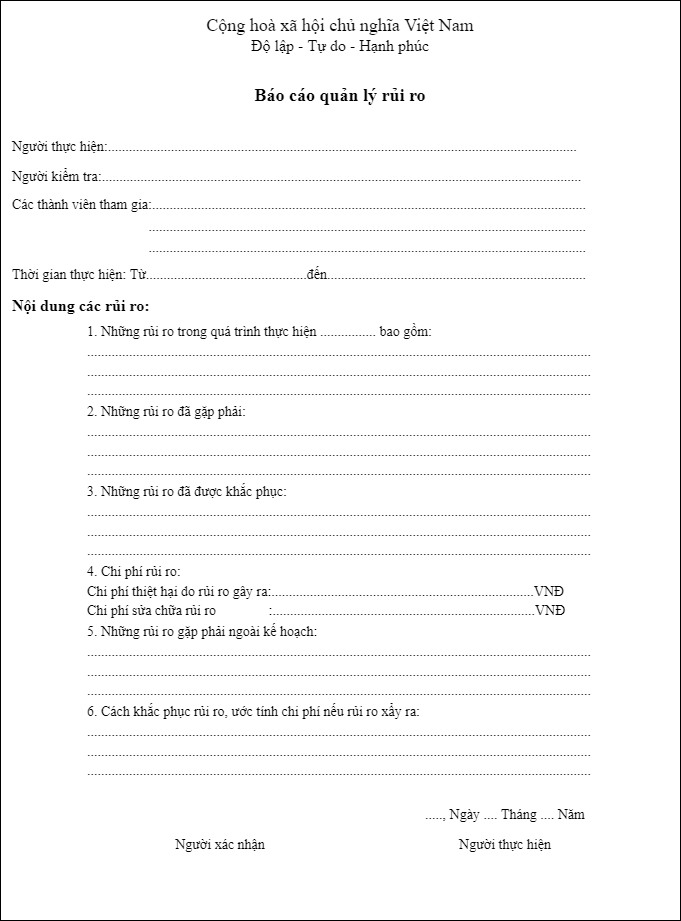 Cộng hoà xã hội chủ nghĩa Việt Nam
Độ lập - Tự do - Hạnh phúc
Báo cáo quản lý rủi ro
Người thực hiện:......................................................................................................................................
Người kiểm tra:.........................................................................................................................................
Các thành viên tham gia:............................................................................................................................
.............................................................................................................................
.............................................................................................................................
Thời gian thực hiện: Từ..............................................đến..........................................................................
Nội dung các rủi ro:
1. Những rủi ro trong quá trình thực hiện ................ bao gồm:
................................................................................................................................................
................................................................................................................................................
................................................................................................................................................
2. Những rủi ro đã gặp phải:
................................................................................................................................................
................................................................................................................................................
................................................................................................................................................
3. Những rủi ro đã được khắc phục:
................................................................................................................................................
................................................................................................................................................
................................................................................................................................................
4. Chi phí rủi ro:
Chi phí thiệt hại do rủi ro gây ra:...........................................................................VNĐ
Chi phí sửa chữa rủi ro :...........................................................................VNĐ
5. Những rủi ro gặp phải ngoài kế hoạch:
................................................................................................................................................
................................................................................................................................................
................................................................................................................................................
6. Cách khắc phục rủi ro, ước tính chi phí nếu rủi ro xẩy ra:
................................................................................................................................................
................................................................................................................................................
................................................................................................................................................
....., Ngày .... Tháng .... Năm
Người xác nhận Người thực hiện